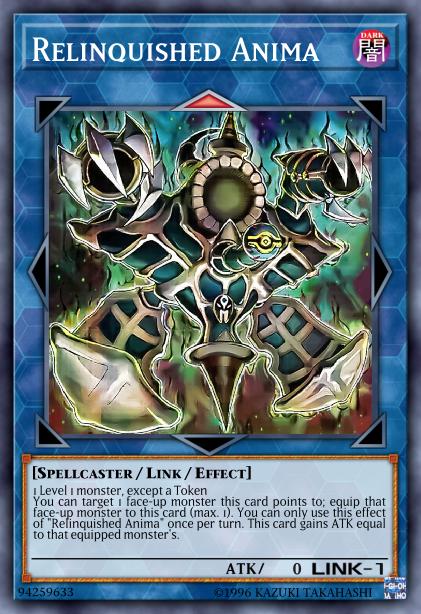 RELINQUISHED ANIMA
DARK
闇
[SPELLCASTER / LINK / EFFECT]
1 Level 1 monster, except a Token
You can target 1 face-up monster this card points to; equip that
face-up monster to this card (max. 1). You can only use this effect
of "Relinquished Anima" once per turn. This card gains ATK equal
to that equipped monster's.
ATK/ 0 LINK-1
94259633 ©1996 KAZUKI TAKAHASHI